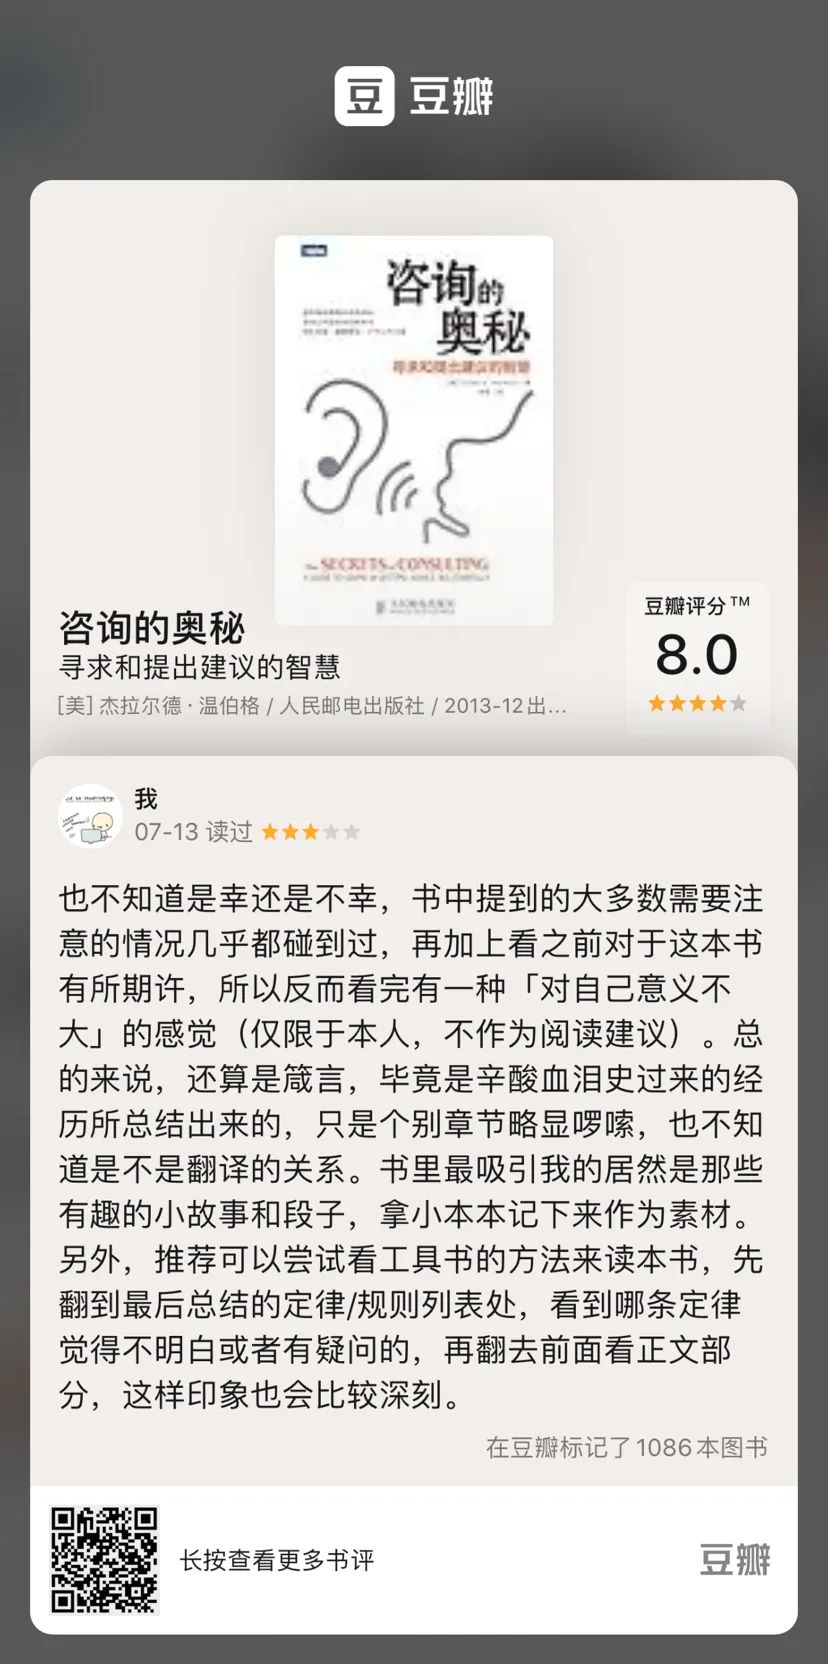 豆 豆瓣
咨询的
奥秘
寻求和提出建议的智慧
The SECRETS of CONSULTING
人民邮电出版社
咨询的奥秘
寻求和提出建议的智慧
[美] 杰拉尔德·温伯格 / 人民邮电出版社 / 2013-12出...
豆瓣评分™
8.0
我
07-13 读过
也不知道是幸还是不幸，书中提到的大多数需要注
意的情况几乎都碰到过，再加上看之前对于这本书
有所期许，所以反而看完有一种「对自己意义不
大」的感觉（仅限于本人，不作为阅读建议）。总
的来说，还算是箴言，毕竟是辛酸血泪史过来的经
历所总结出来的，只是个别章节略显啰嗦，也不知
道是不是翻译的关系。书里最吸引我的居然是那些
有趣的小故事和段子，拿小本本记下来作为素材。
另外，推荐可以尝试看工具书的方法来读本书，先
翻到最后总结的定律/规则列表处，看到哪条定律
觉得不明白或者有疑问的，再翻去前面看正文部
分，这样印象也会比较深刻。
在豆瓣标记了1086本图书
长按查看更多书评
豆瓣